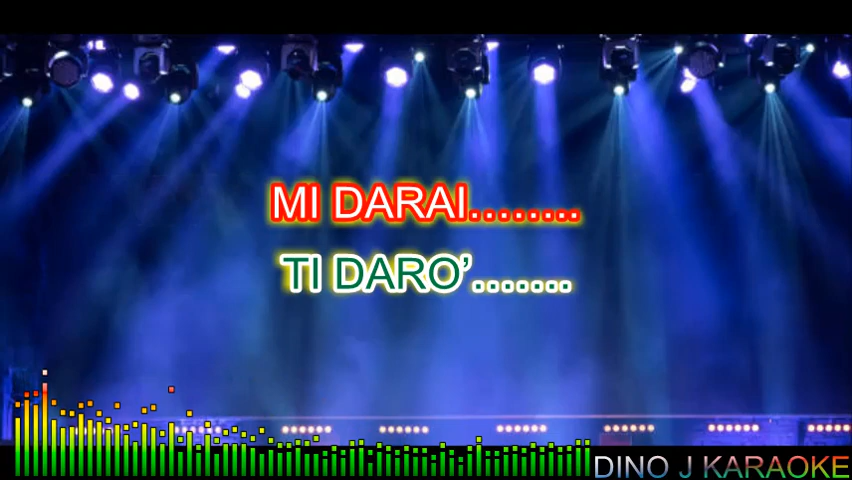 MI DARAI........
TI DARO’.......
DINO J KARAOKE